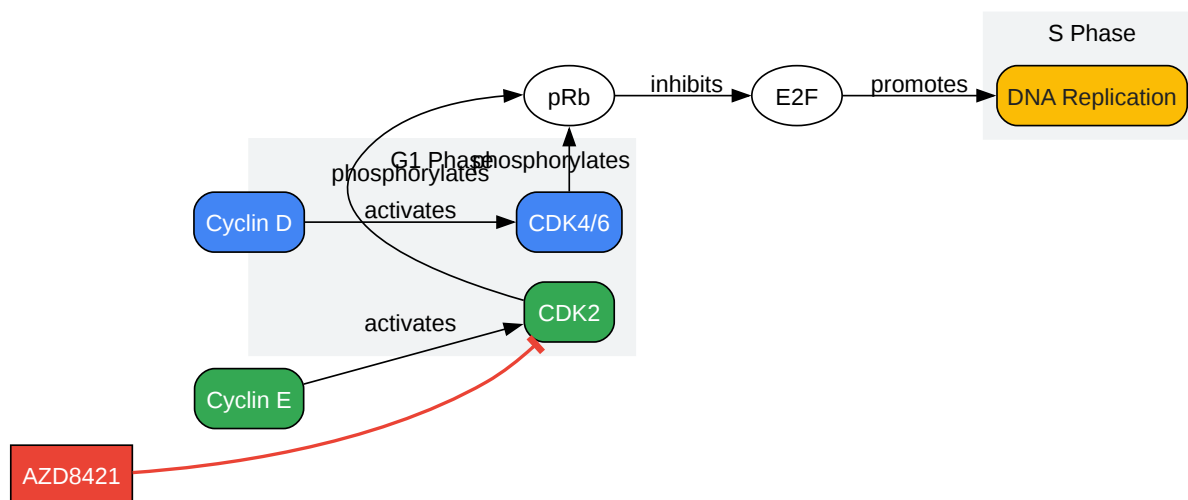 S Phase
pRb
inhibits
E2F
promotes
DNA Replication
G1 Phase
phosphorylates
phosphorylates
Cyclin D
activates
CDK4/6
CDK2
activates
Cyclin E
AZD8421